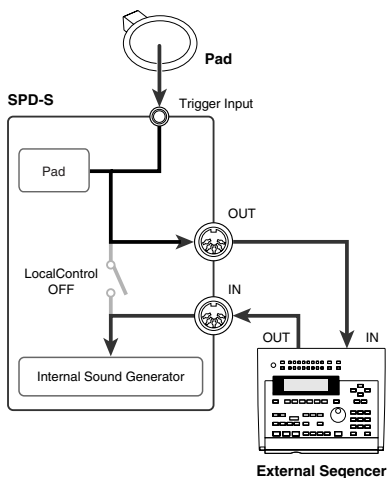 Pad
SPD-S
Trigger Input
Pad
OUT
LocalControl
OFF
IN
OUT
IN
Internal Sound Generator
External Seqencer